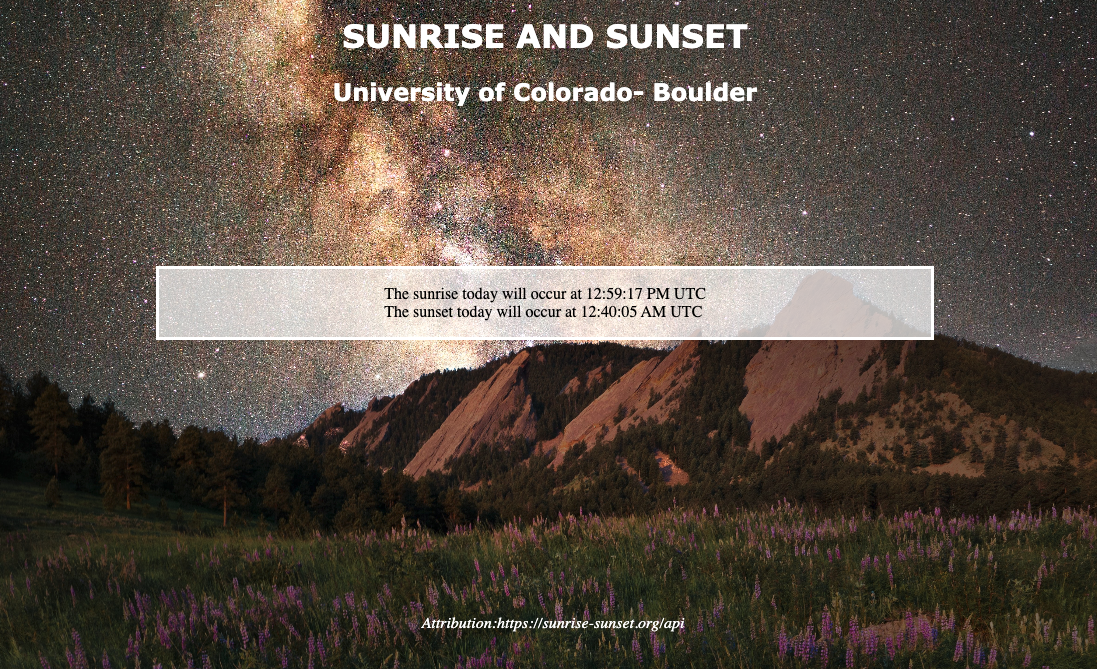 SUNRISE AND SUNSET
University of Colorado- Boulder
The sunrise today will occur at 12:59:17 PM UTC
The sunset today will occur at 12:40:05 AM UTC
Attribution:https://sunrise-sunset.org/api